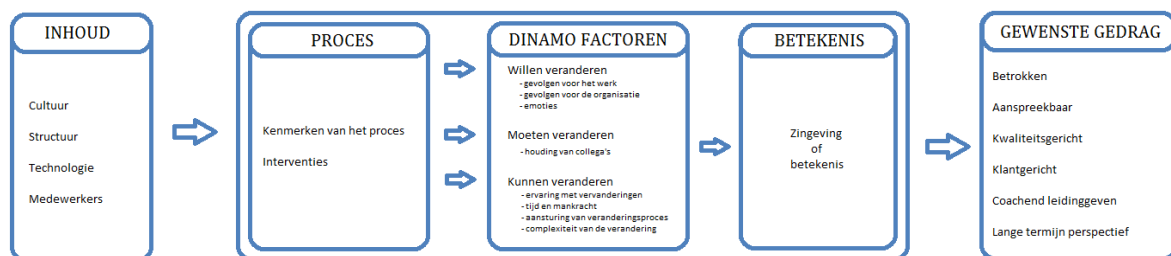 INHOUD
Cultuur
Structuur
Technologie
Medewerkers
PROCES
Kenmerken van het proces
Interventies
DINAMO FACTOREN
Willen veranderen
- gevolgen voor het werk
- gevolgen voor de organisatie
- emoties
Moeten veranderen
- houding van collega's
Kunnen veranderen
- ervaring met vervanderingen
- tijd en mankracht
- aansturing van veranderingsproces
- complexiteit van de verandering
BETEKENIS
Zingeving
of
betekenis
GEWENSTE GEDRAG
Betrokken
Aanspreekbaar
Kwaliteitsgericht
Klantgericht
Coachend leidinggeven
Lange termijn perspectief